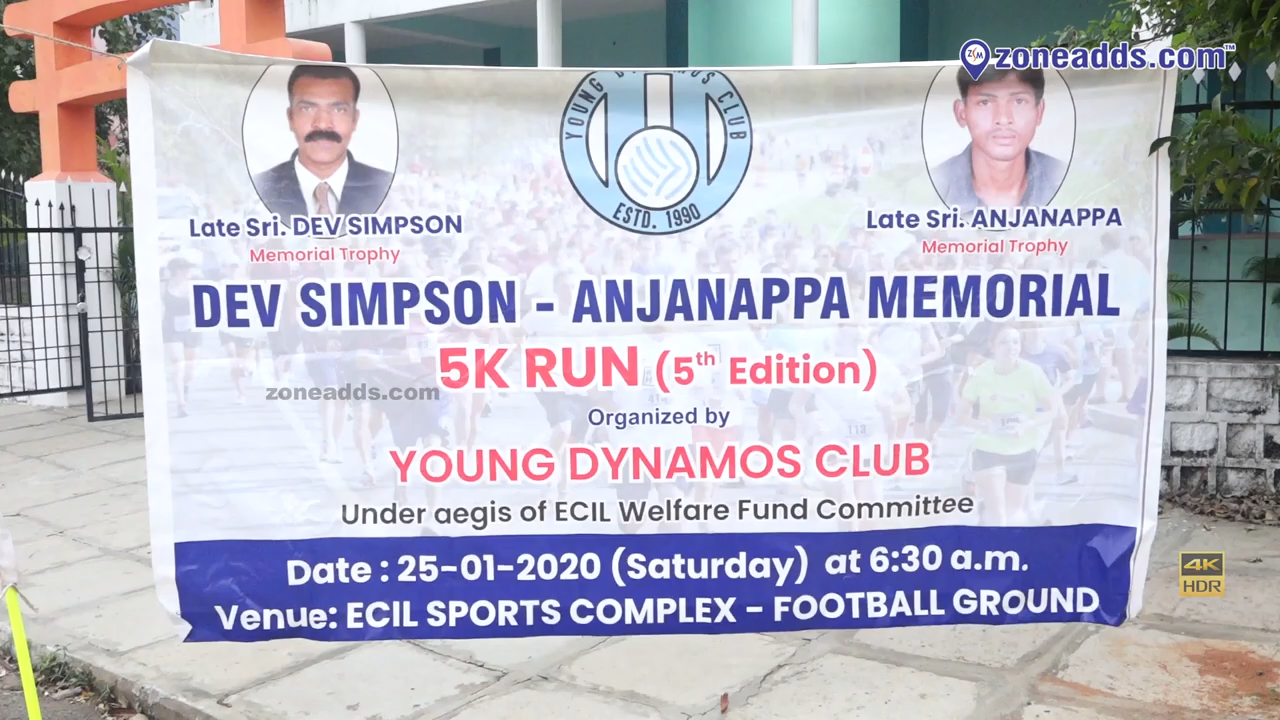 zoneadds.com™
YOUNG DYNAMOS CLUB
ESTD. 1990
Late Sri. DEV SIMPSON
Memorial Trophy
Late Sri. ANJANAPPA
Memorial Trophy
DEV SIMPSON - ANJANAPPA MEMORIAL
5K RUN (5th Edition)
zoneadds.com
Organized by
113
YOUNG DYNAMOS CLUB
Under aegis of ECIL Welfare Fund Committee
Date : 25-01-2020 (Saturday) at 6:30 a.m.
Venue: ECIL SPORTS COMPLEX - FOOTBALL GROUND
4K
HDR